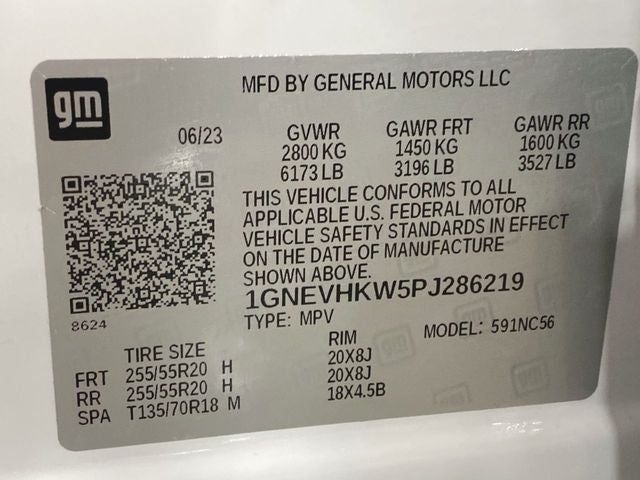 gm
MFD BY GENERAL MOTORS LLC
06/23 GVWR GAWR FRT GAWR RR
2800 KG 1450 KG 1600 KG
6173 LB 3196 LB 3527 LB
THIS VEHICLE CONFORMS TO ALL
APPLICABLE U.S. FEDERAL MOTOR
VEHICLE SAFETY STANDARDS IN EFFECT
ON THE DATE OF MANUFACTURE
SHOWN ABOVE.
1GNEVHKW5PJ286219
8624
TYPE: MPV MODEL: 591NC56
TIRE SIZE RIM
FRT 255/55R20 H 20X8J
RR 255/55R20 H 20X8J
SPA T135/70R18 M 18X4.5B